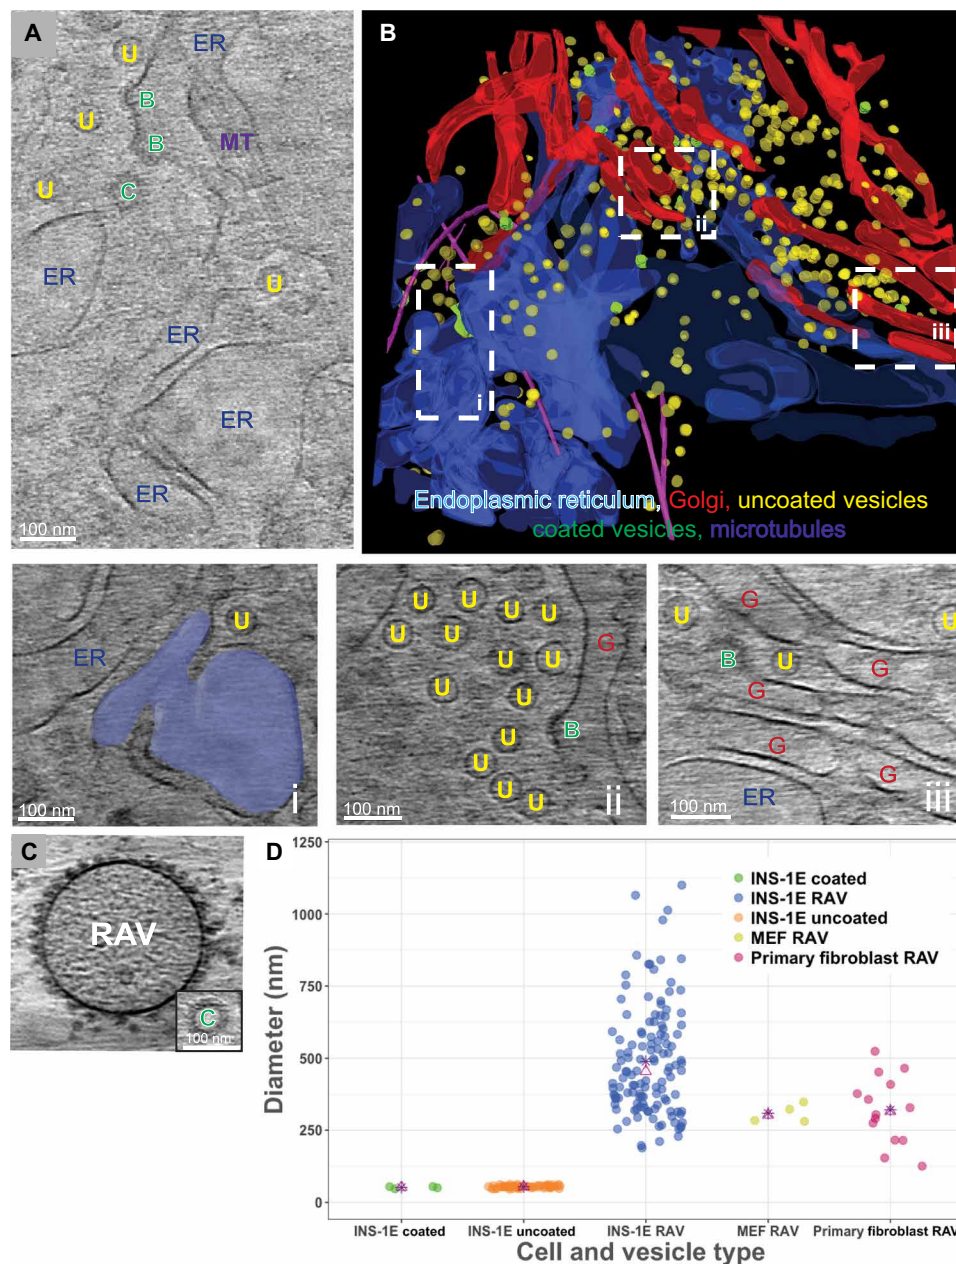 A
U
ER
B
U
B
MT
U
C
ER
U
ER
ER
ER
100 nm
B
ii
iii
i
Endoplasmic reticulum, Golgi, uncoated vesicles
coated vesicles, microtubules
U
ER
100 nm
i
U
U
U
U
U
U
G
U
U
U
U
B
U
U
U
U
100 nm
ii
U
G
U
B
U
G
G
G
G
ER
100 nm
iii
C
RAV
C
100 nm
D
1250
1000
750
500
250
0
Diameter (nm)
INS-1E coated
INS-1E RAV
INS-1E uncoated
MEF RAV
Primary fibroblast RAV
INS-1E coated
INS-1E uncoated
INS-1E RAV
MEF RAV
Primary fibroblast RAV
Cell and vesicle type